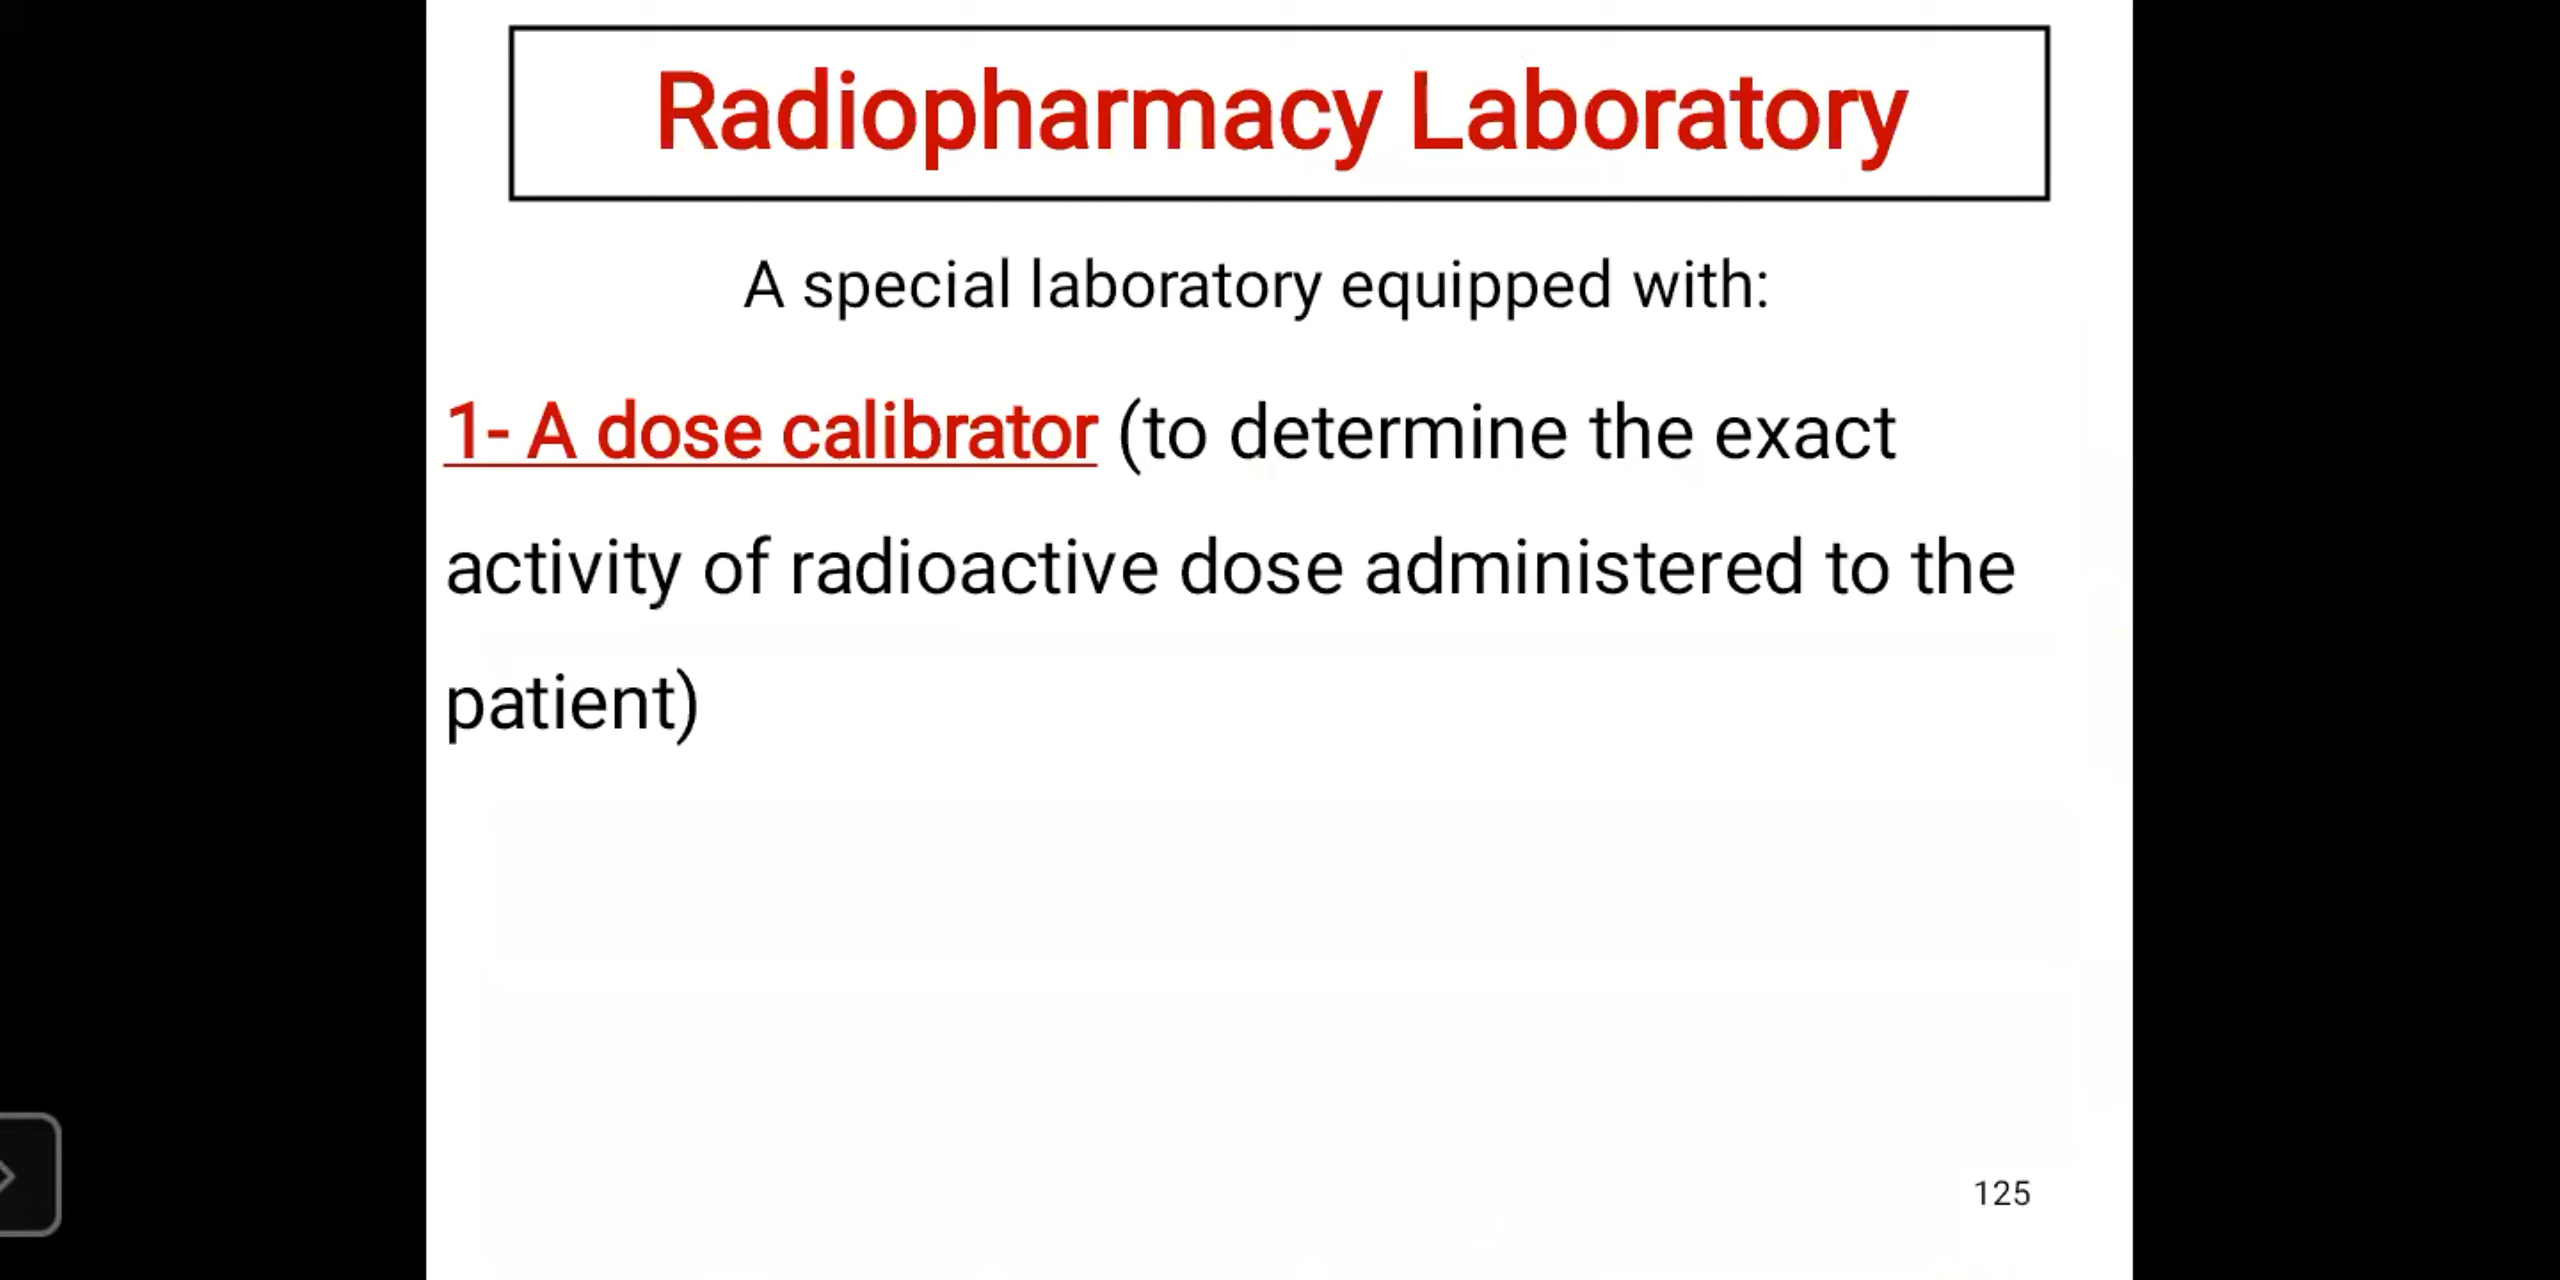 Radiopharmacy Laboratory
A special laboratory equipped with:
1- A dose calibrator (to determine the exact
activity of radioactive dose administered to the
patient)
125